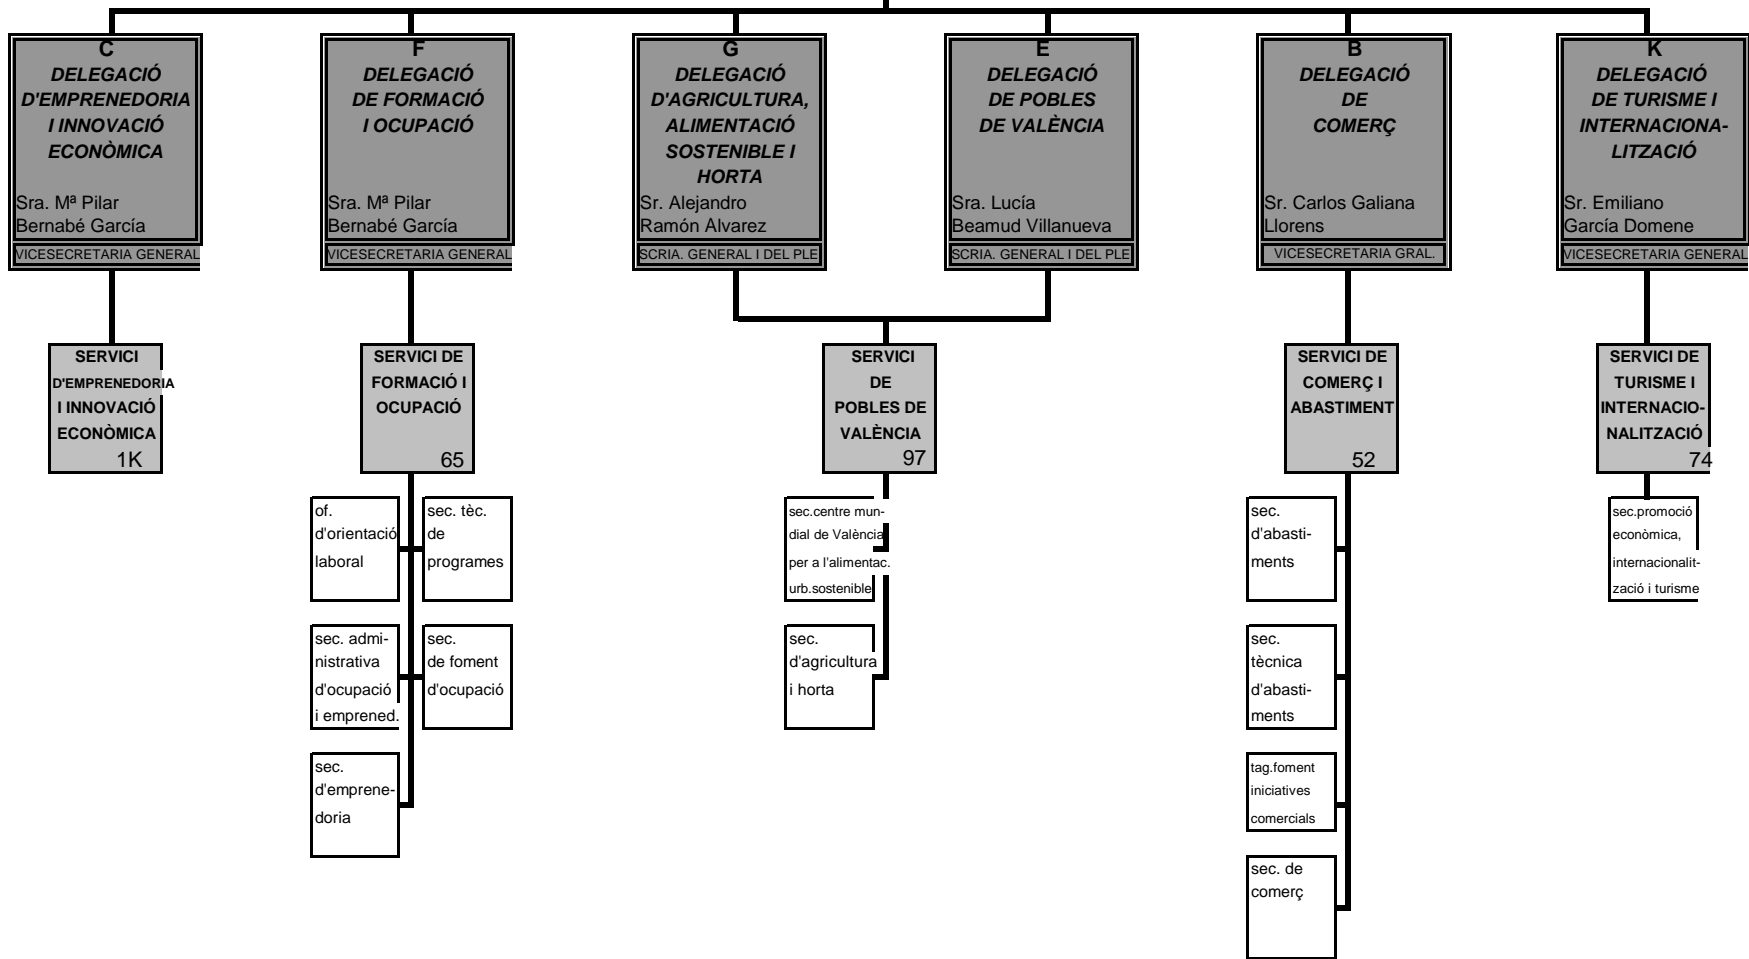 C
DELEGACIÓ
D'EMPRENEDORIA
I INNOVACIÓ
ECONÒMICA
Sra. Mª Pilar
Bernabé García
VICESECRETARIA GENERAL
F
DELEGACIÓ
DE FORMACIÓ
I OCUPACIÓ
Sra. Mª Pilar
Bernabé García
VICESECRETARIA GENERAL
G
DELEGACIÓ
D'AGRICULTURA,
ALIMENTACIÓ
SOSTENIBLE I
HORTA
Sr. Alejandro
Ramón Alvarez
SCRIA. GENERAL I DEL PLE
E
DELEGACIÓ
DE POBLES
DE VALÈNCIA
Sra. Lucía
Beamud Villanueva
SCRIA. GENERAL I DEL PLE
B
DELEGACIÓ
DE
COMERÇ
Sr. Carlos Galiana
Llorens
VICESECRETARIA GRAL.
K
DELEGACIÓ
DE TURISME I
INTERNACIONA-
LITZACIÓ
Sr. Emiliano
García Domene
VICESECRETARIA GENERAL
SERVICI
D'EMPRENEDORIA
I INNOVACIÓ
ECONÒMICA
1K
SERVICI DE
FORMACIÓ I
OCUPACIÓ
65
SERVICI
DE
POBLES DE
VALÈNCIA
97
SERVICI DE
COMERÇ I
ABASTIMENT
52
SERVICI DE
TURISME I
INTERNACIO-
NALITZACIÓ
74
of.
d'orientació
laboral
sec. tèc.
de
programes
sec. admi-
nistrativa
d'ocupació
i emprened.
sec.
de foment
d'ocupació
sec.
d'emprene-
doria
sec.centre mun-
dial de València
per a l'alimentac.
urb.sostenible
sec.
d'agricultura
i horta
sec.
d'abasti-
ments
sec.
tècnica
d'abasti-
ments
tag.foment
iniciatives
comercials
sec. de
comerç
sec.promoció
econòmica,
internacionalit-
zació i turisme